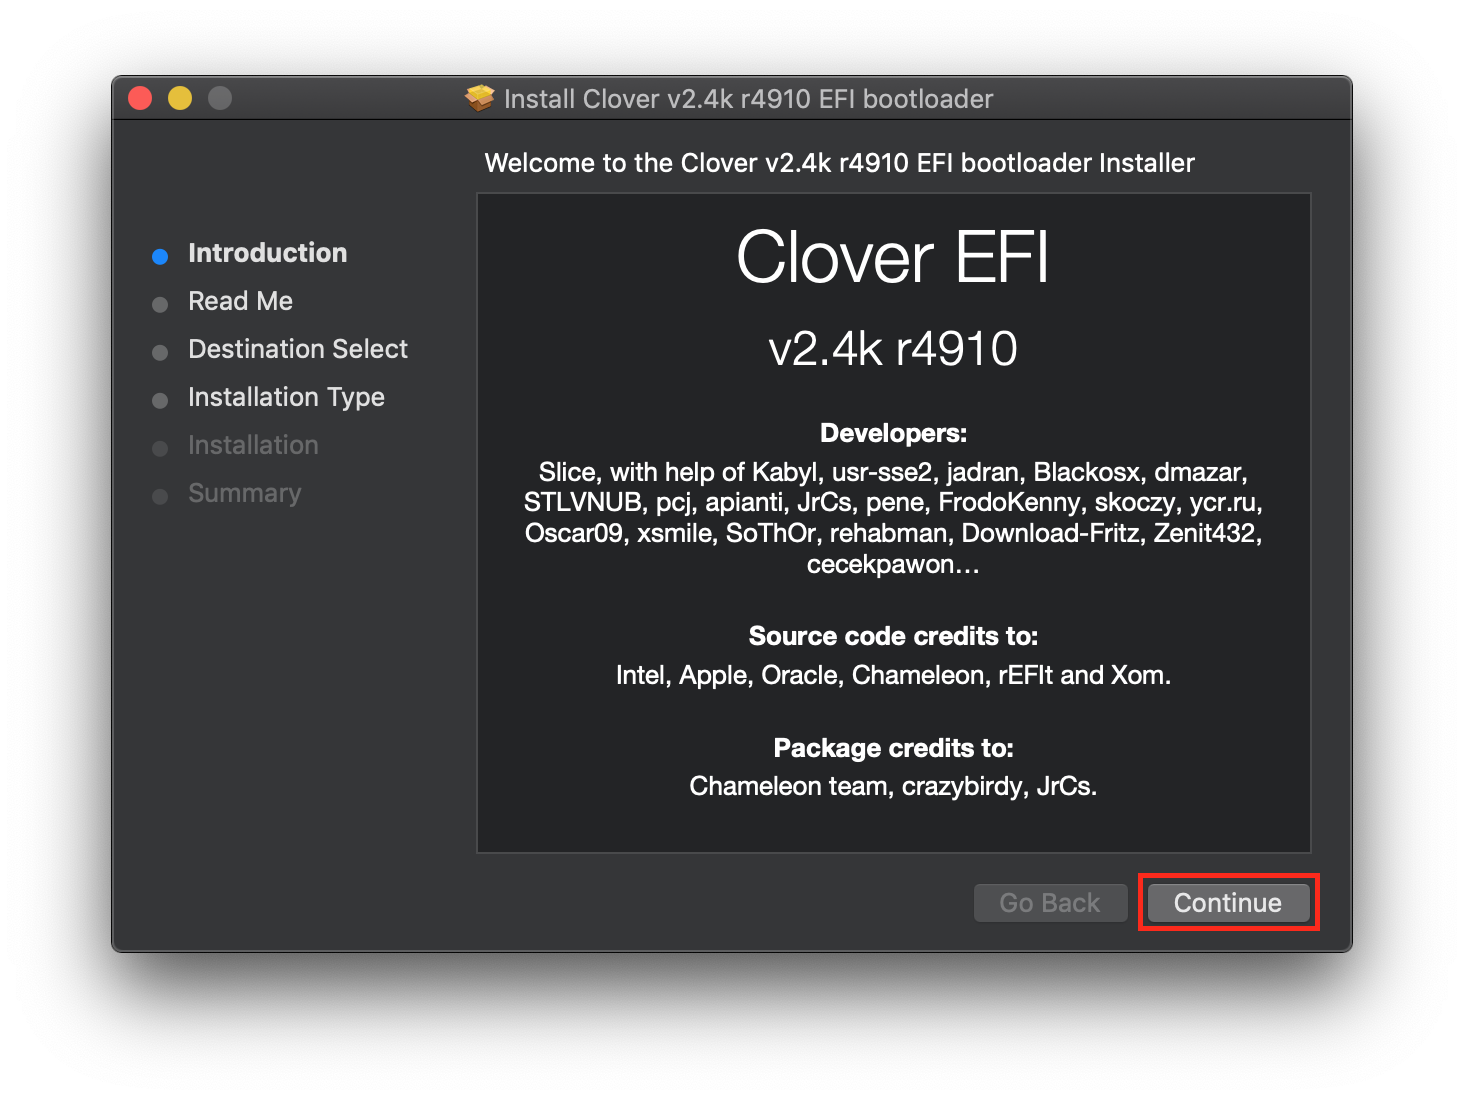 Install Clover v2.4k r4910 EFI bootloader
Welcome to the Clover v2.4k r4910 EFI bootloader Installer
Introduction
Read Me
Destination Select
Installation Type
Installation
Summary
Clover EFI
v2.4k r4910
Developers:
Slice, with help of Kabyl, usr-sse2, jadran, Blackosx, dmazar,
STLVNUB, pcj, apianti, JrCs, pene, FrodoKenny, skoczy, ycr.ru,
Oscar09, xsmile, SoThOr, rehabman, Download-Fritz, Zenit432,
cecekpawon…
Source code credits to:
Intel, Apple, Oracle, Chameleon, rEFIt and Xom.
Package credits to:
Chameleon team, crazybirdy, JrCs.
Go Back
Continue